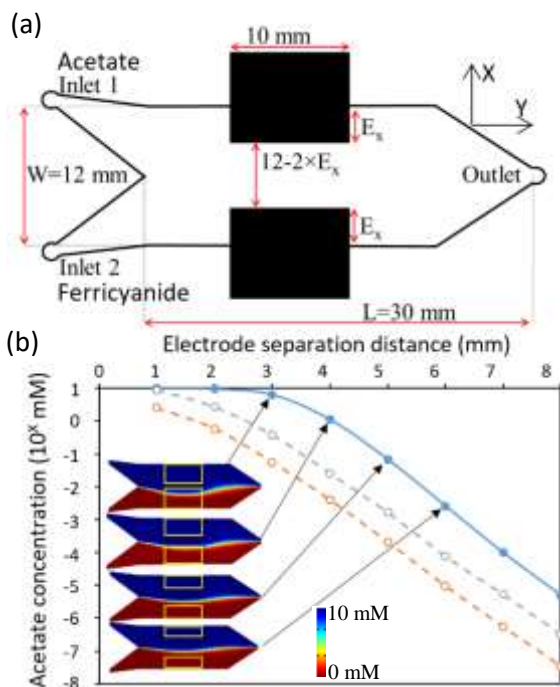 (a)
10 mm
Acetate
Inlet 1
X
Y
Eₓ
W=12 mm
12-2×Eₓ
Outlet
Eₓ
Inlet 2
Ferricyanide
L=30 mm
(b)
Electrode separation distance (mm)
0 1 2 3 4 5 6 7 8
Acetate concentration (10ˣ mM)
1
0
-1
-2
-3
-4
-5
-6
-7
-8
10 mM
0 mM